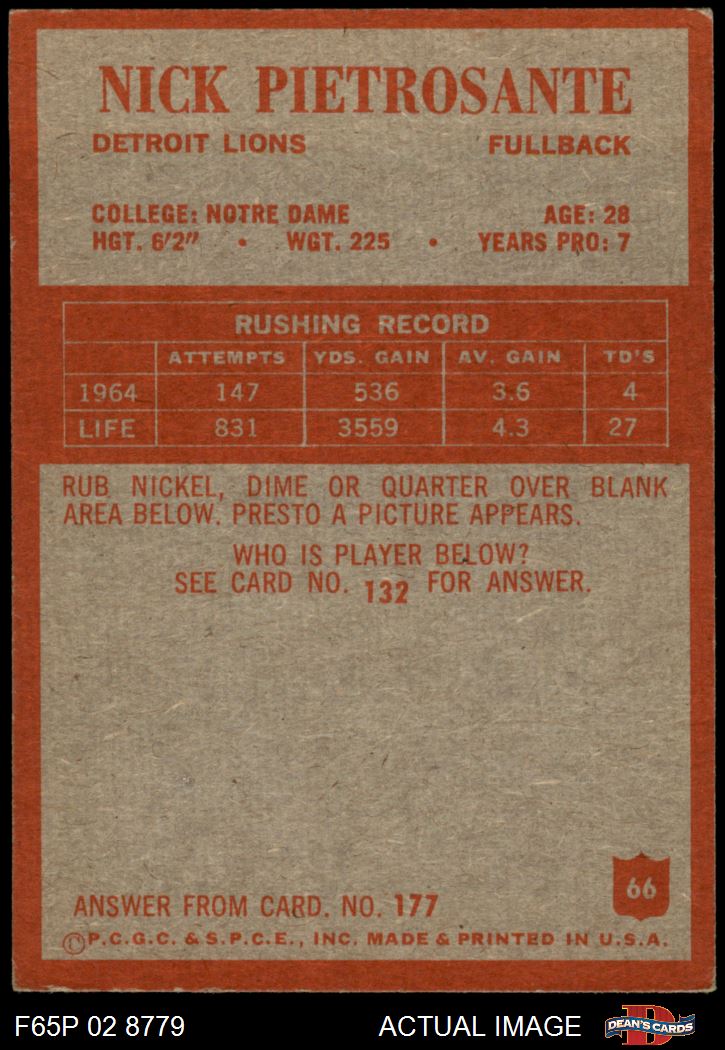 NICK PIETROSANTE
DETROIT LIONS FULLBACK
COLLEGE: NOTRE DAME AGE: 28
HGT. 6'2" • WGT. 225 • YEARS PRO: 7
RUSHING RECORD
ATTEMPTS YDS. GAIN AV. GAIN TD'S
1964 147 536 3.6 4
LIFE 831 3559 4.3 27
RUB NICKEL, DIME OR QUARTER OVER BLANK
AREA BELOW. PRESTO A PICTURE APPEARS.
WHO IS PLAYER BELOW?
SEE CARD NO. 132 FOR ANSWER.
66
ANSWER FROM CARD. NO. 177
©P.C.G.C. & S.P.C.E., INC. MADE & PRINTED IN U.S.A.
F65P 02 8779 ACTUAL IMAGE
D
DEAN'S CARDS